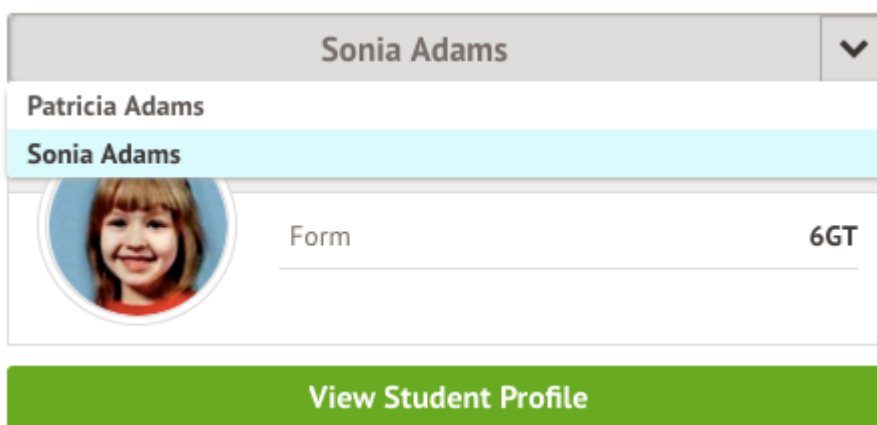 Sonia Adams
Patricia Adams
Sonia Adams
Form 6GT
View Student Profile